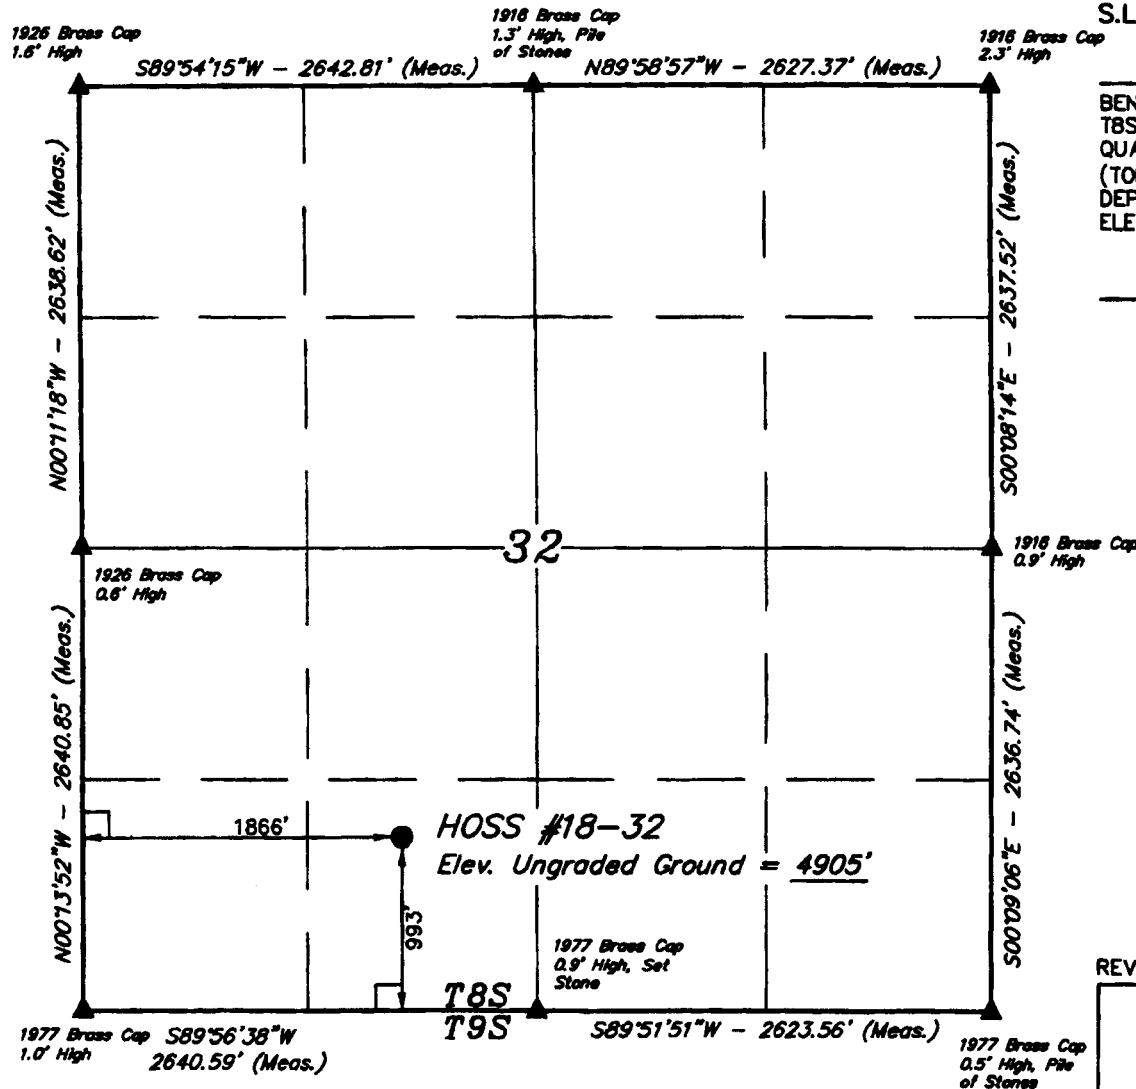 S.L
1926 Brass Cap
1.6' High
1916 Brass Cap
1.3' High, Pile
of Stones
1916 Brass Cap
2.3' High
S89°54'15"W - 2642.81' (Meas.)
N89°58'57"W - 2627.37' (Meas.)
BEN
T8S
QUA
(TO
DEP
ELE
N00°11'18"W - 2638.62' (Meas.)
S00°08'14"E - 2637.52' (Meas.)
32
1926 Brass Cap
0.6' High
1916 Brass Cap
0.9' High
N00°13'52"W - 2640.85' (Meas.)
S00°09'06"E - 2636.74' (Meas.)
1866'
HOSS #18-32
Elev. Ungraded Ground = 4905'
993'
1977 Brass Cap
0.9' High, Set
Stone
T8S
T9S
REV
1977 Brass Cap
1.0' High
S89°56'38"W
2640.59' (Meas.)
S89°51'51"W - 2623.56' (Meas.)
1977 Brass Cap
0.5' High, Pile
of Stones